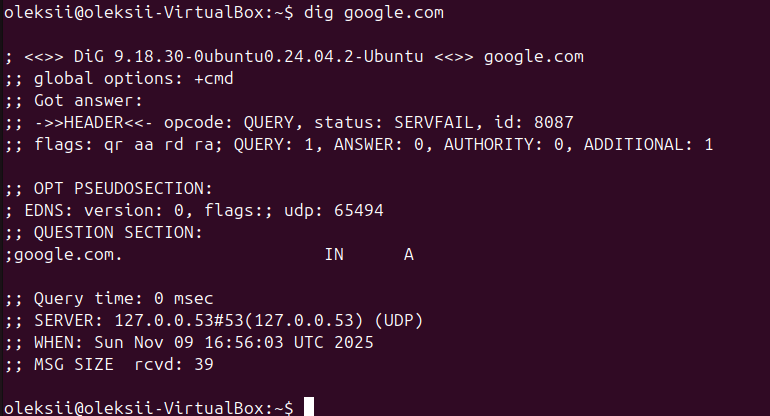 oleksii@oleksii-VirtualBox:~$ dig google.com
; <<>> DiG 9.18.30-0ubuntu0.24.04.2-Ubuntu <<>> google.com
;; global options: +cmd
;; Got answer:
;; ->>HEADER<<- opcode: QUERY, status: SERVFAIL, id: 8087
;; flags: qr aa rd ra; QUERY: 1, ANSWER: 0, AUTHORITY: 0, ADDITIONAL: 1
;; OPT PSEUDOSECTION:
; EDNS: version: 0, flags:; udp: 65494
;; QUESTION SECTION:
;google.com. IN A
;; Query time: 0 msec
;; SERVER: 127.0.0.53#53(127.0.0.53) (UDP)
;; WHEN: Sun Nov 09 16:56:03 UTC 2025
;; MSG SIZE rcvd: 39
oleksii@oleksii-VirtualBox:~$